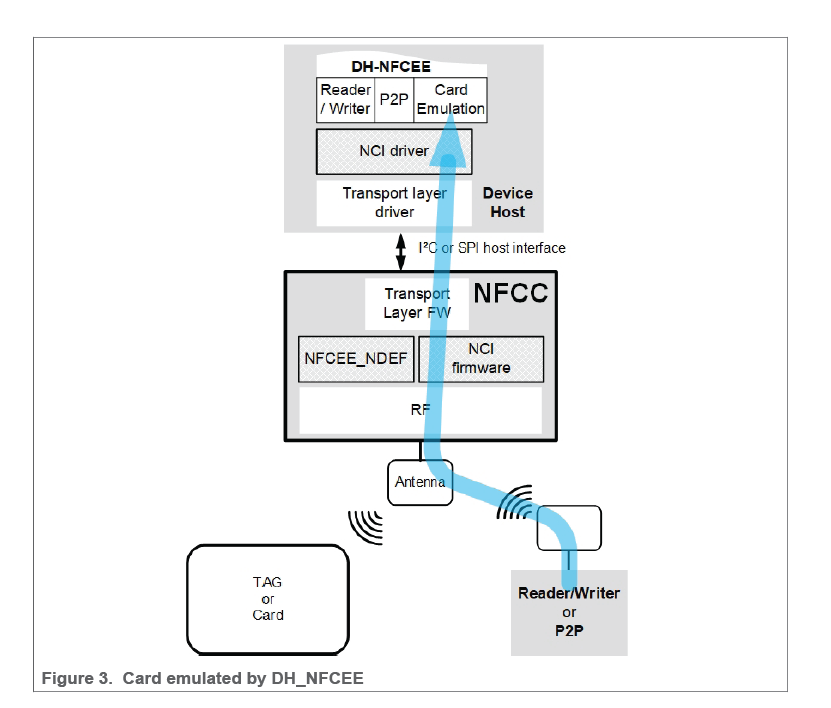 DH-NFCEE
Reader
/ Writer
P2P
Card
Emulation
NCI driver
Transport layer
driver
Device
Host
I²C or SPI host interface
Transport
Layer FW
NFCC
NFCEE_NDEF
NCI
firmware
RF
Antenna
TAG
or
Card
Reader/Writer
or
P2P
Figure 3. Card emulated by DH_NFCEE